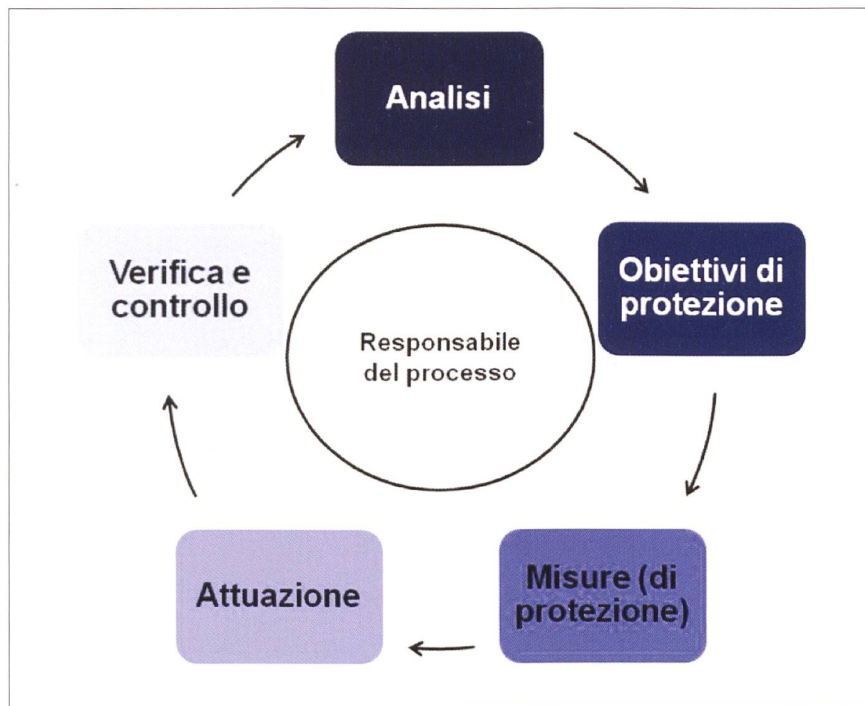 Analisi
Obiettivi di
protezione
Misure (di
protezione)
Attuazione
Verifica e
controllo
Responsabile
del processo